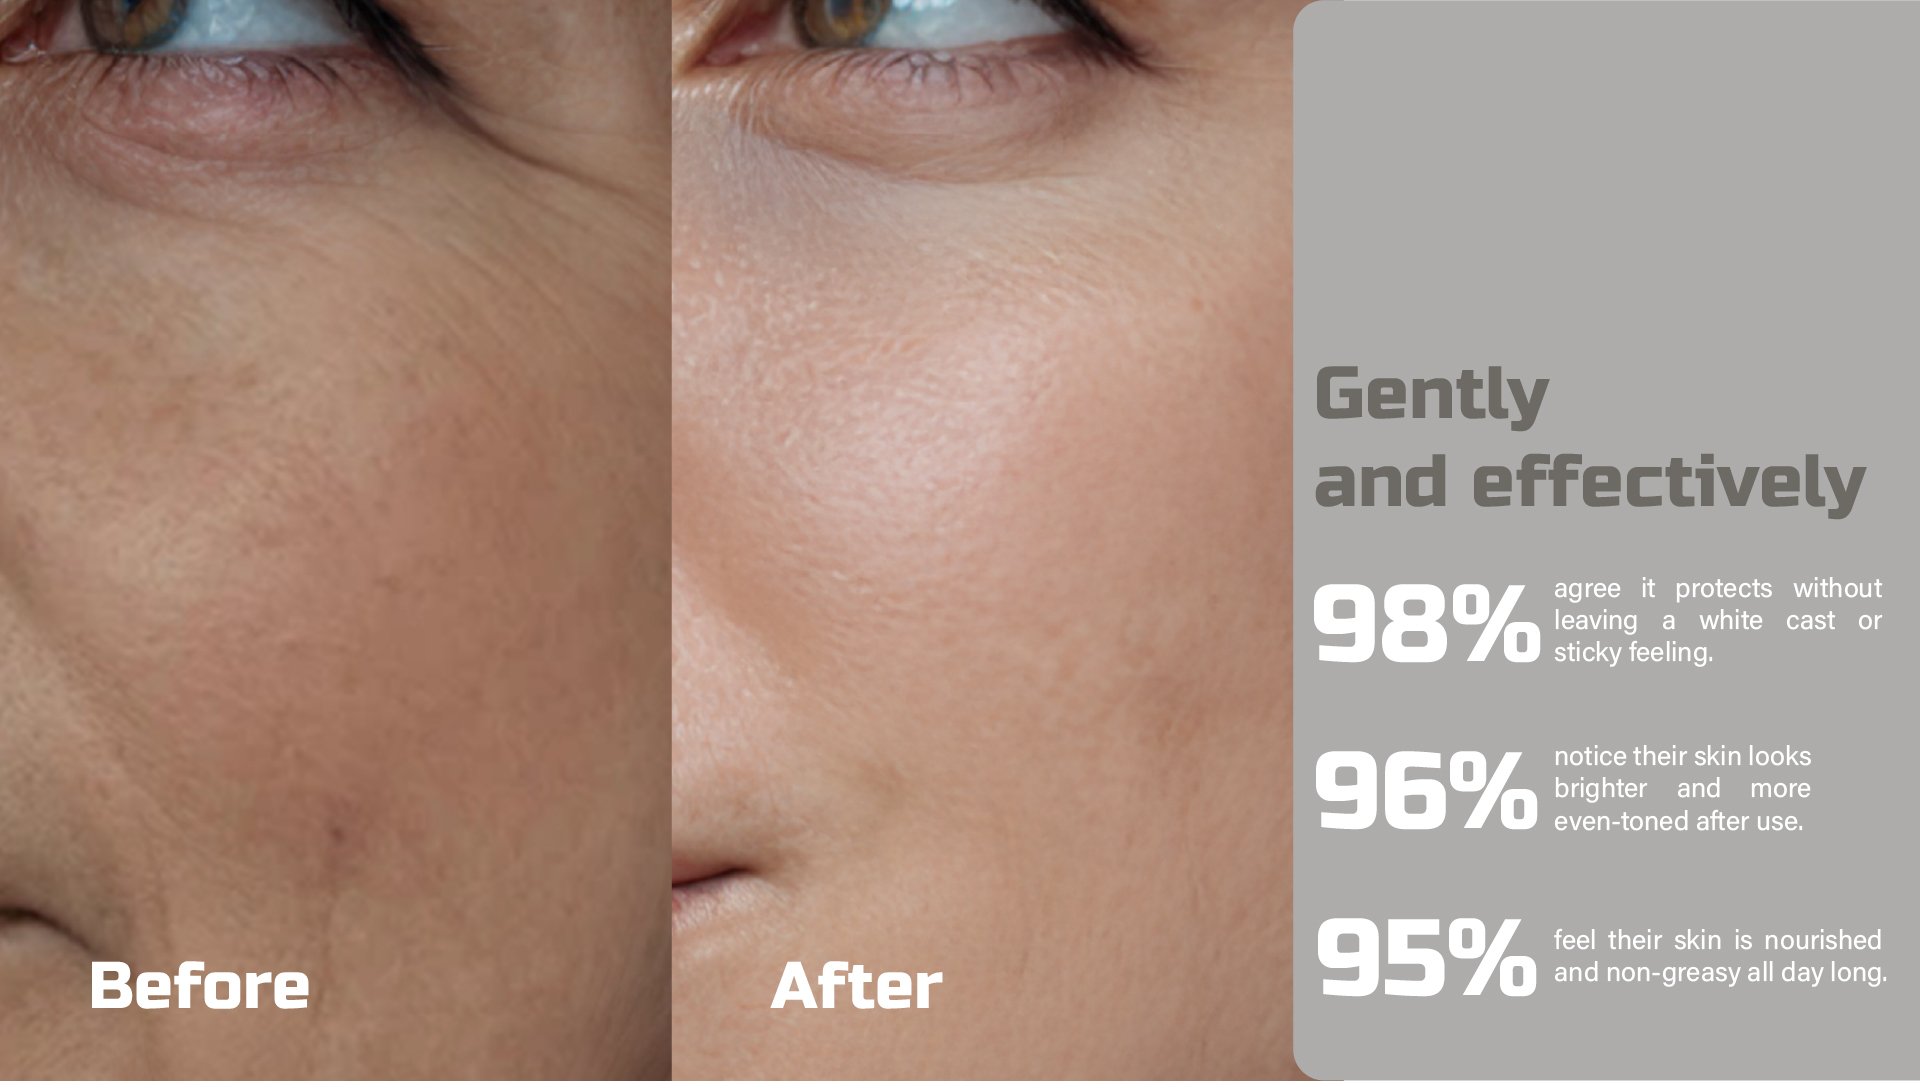 Before
After
Gently
and effectively
98%
agree it protects without
leaving a white cast or
sticky feeling.
96%
notice their skin looks
brighter and more
even-toned after use.
95%
feel their skin is nourished
and non-greasy all day long.